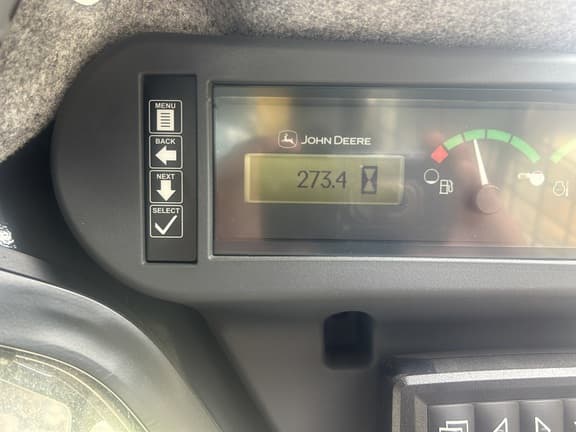 MENU
BACK
NEXT
SELECT
JOHN DEERE
273.4